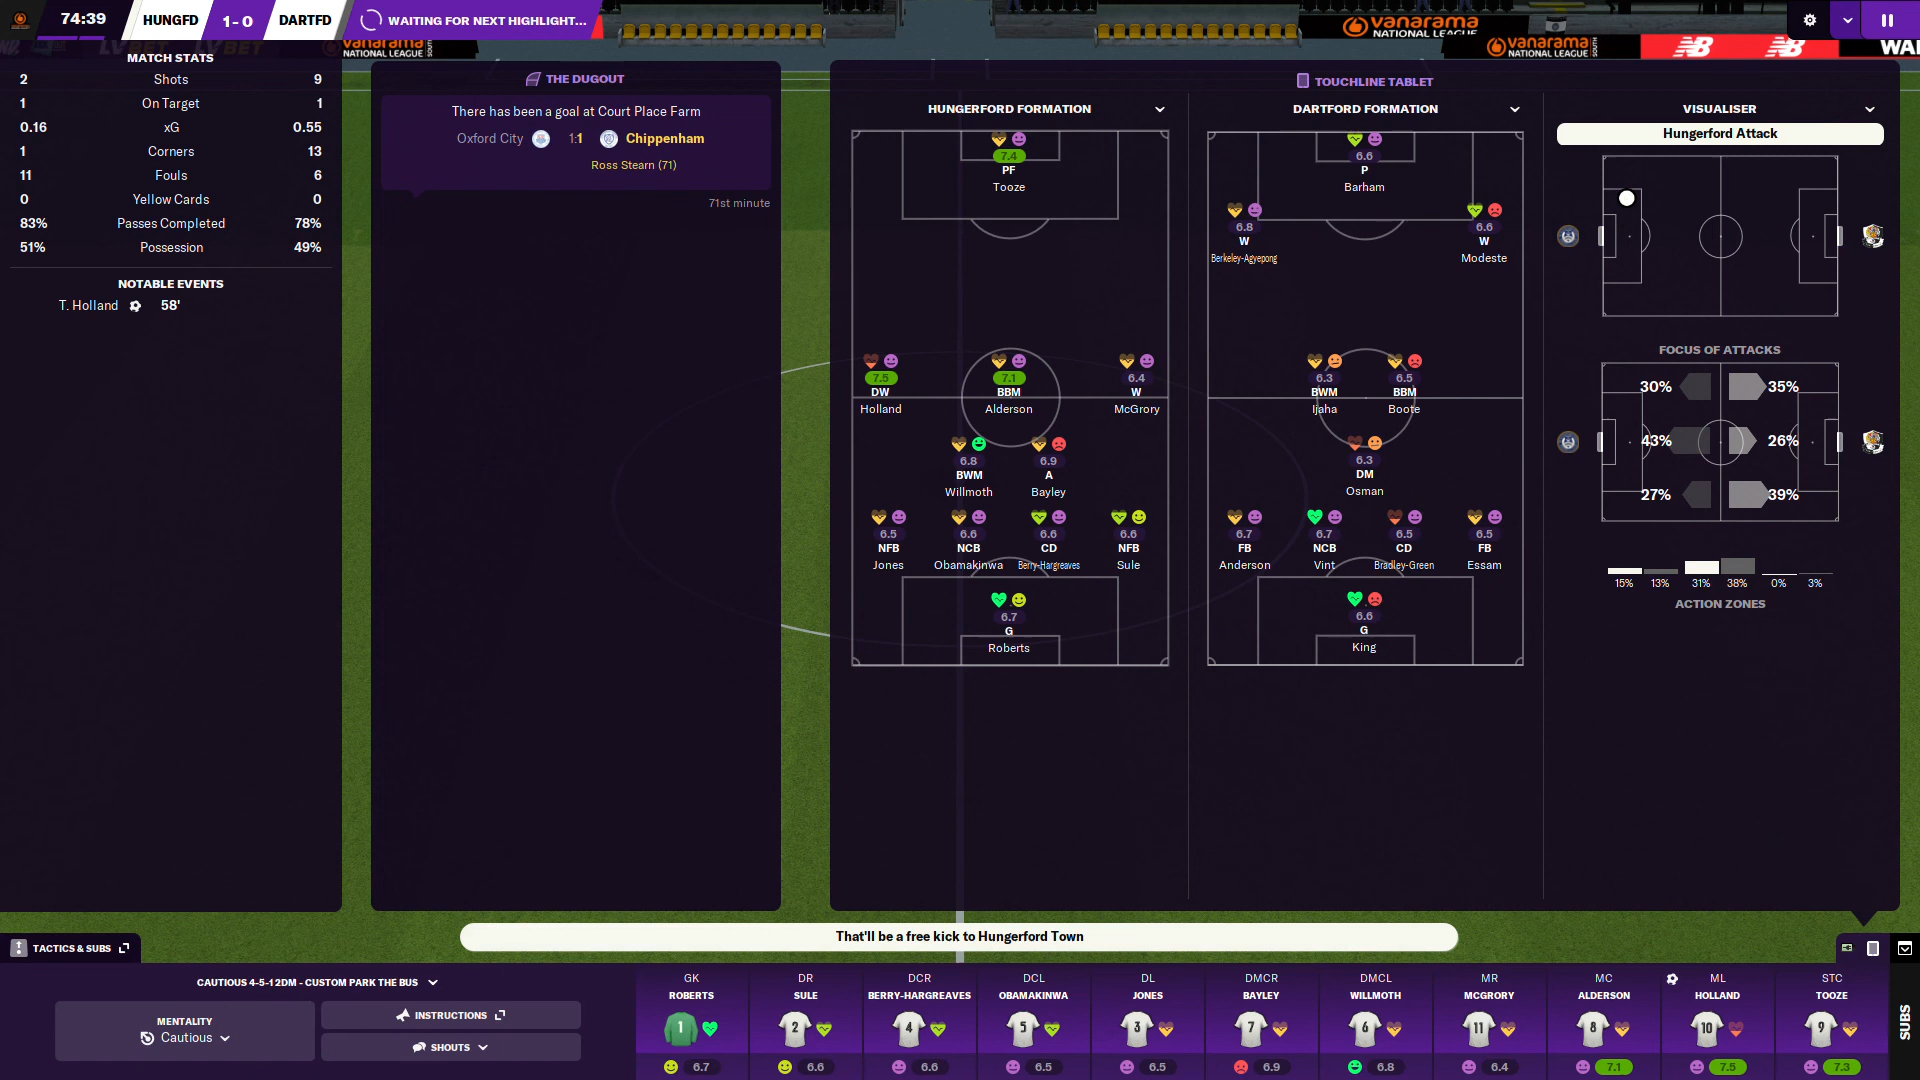 74:39
HUNGFD
1 - 0
DARTFD
WAITING FOR NEXT HIGHLIGHT...
vanarama
NATIONAL LEAGUE
vanarama
NATIONAL LEAGUE SOUTH
vanarama
NATIONAL LEAGUE
LV BET
LV BET
MATCH STATS
2 Shots 9
1 On Target 1
0.16 xG 0.55
1 Corners 13
11 Fouls 6
0 Yellow Cards 0
83% Passes Completed 78%
51% Possession 49%
NOTABLE EVENTS
T. Holland 58'
THE DUGOUT
There has been a goal at Court Place Farm
Oxford City 1:1 Chippenham
Ross Stearn (71)
71st minute
TOUCHLINE TABLET
HUNGERFORD FORMATION
7.4
PF
Tooze
7.5 7.1 6.4
DW BBM W
Holland Alderson McGrory
6.8 6.9
BWM A
Willmoth Bayley
6.5 6.6 6.6 6.6
NFB NCB CD NFB
Jones Obamakinwa Berry-Hargreaves Sule
6.7
G
Roberts
DARTFORD FORMATION
6.6
P
Barham
6.8 6.6
W W
Berkeley-Agyepong Modeste
6.3 6.5
BWM BBM
Ijaha Boote
6.3
DM
Osman
6.7 6.7 6.5 6.5
FB NCB CD FB
Anderson Vint Bradley-Green Essam
6.6
G
King
VISUALISER
Hungerford Attack
FOCUS OF ATTACKS
30% 35%
43% 26%
27% 39%
15% 13% 31% 38% 0% 3%
ACTION ZONES
That'll be a free kick to Hungerford Town
TACTICS & SUBS
CAUTIOUS 4-5-1 2DM - CUSTOM PARK THE BUS
MENTALITY
Cautious
INSTRUCTIONS
SHOUTS
GK DR DCR DCL DL DMCR DMCL MR MC ML STC
ROBERTS SULE BERRY-HARGREAVES OBAMAKINWA JONES BAYLEY WILLMOTH MCGRORY ALDERSON HOLLAND TOOZE
1 2 4 5 3 7 6 11 8 10 9
6.7 6.6 6.6 6.5 6.5 6.9 6.8 6.4 7.1 7.5 7.3
SUBS